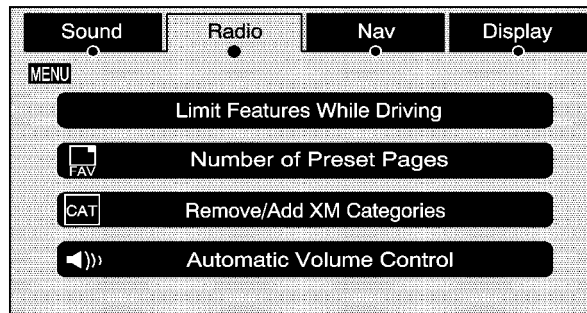 Sound Radio Nav Display
MENU
Limit Features While Driving
FAV Number of Preset Pages
CAT Remove/Add XM Categories
Automatic Volume Control